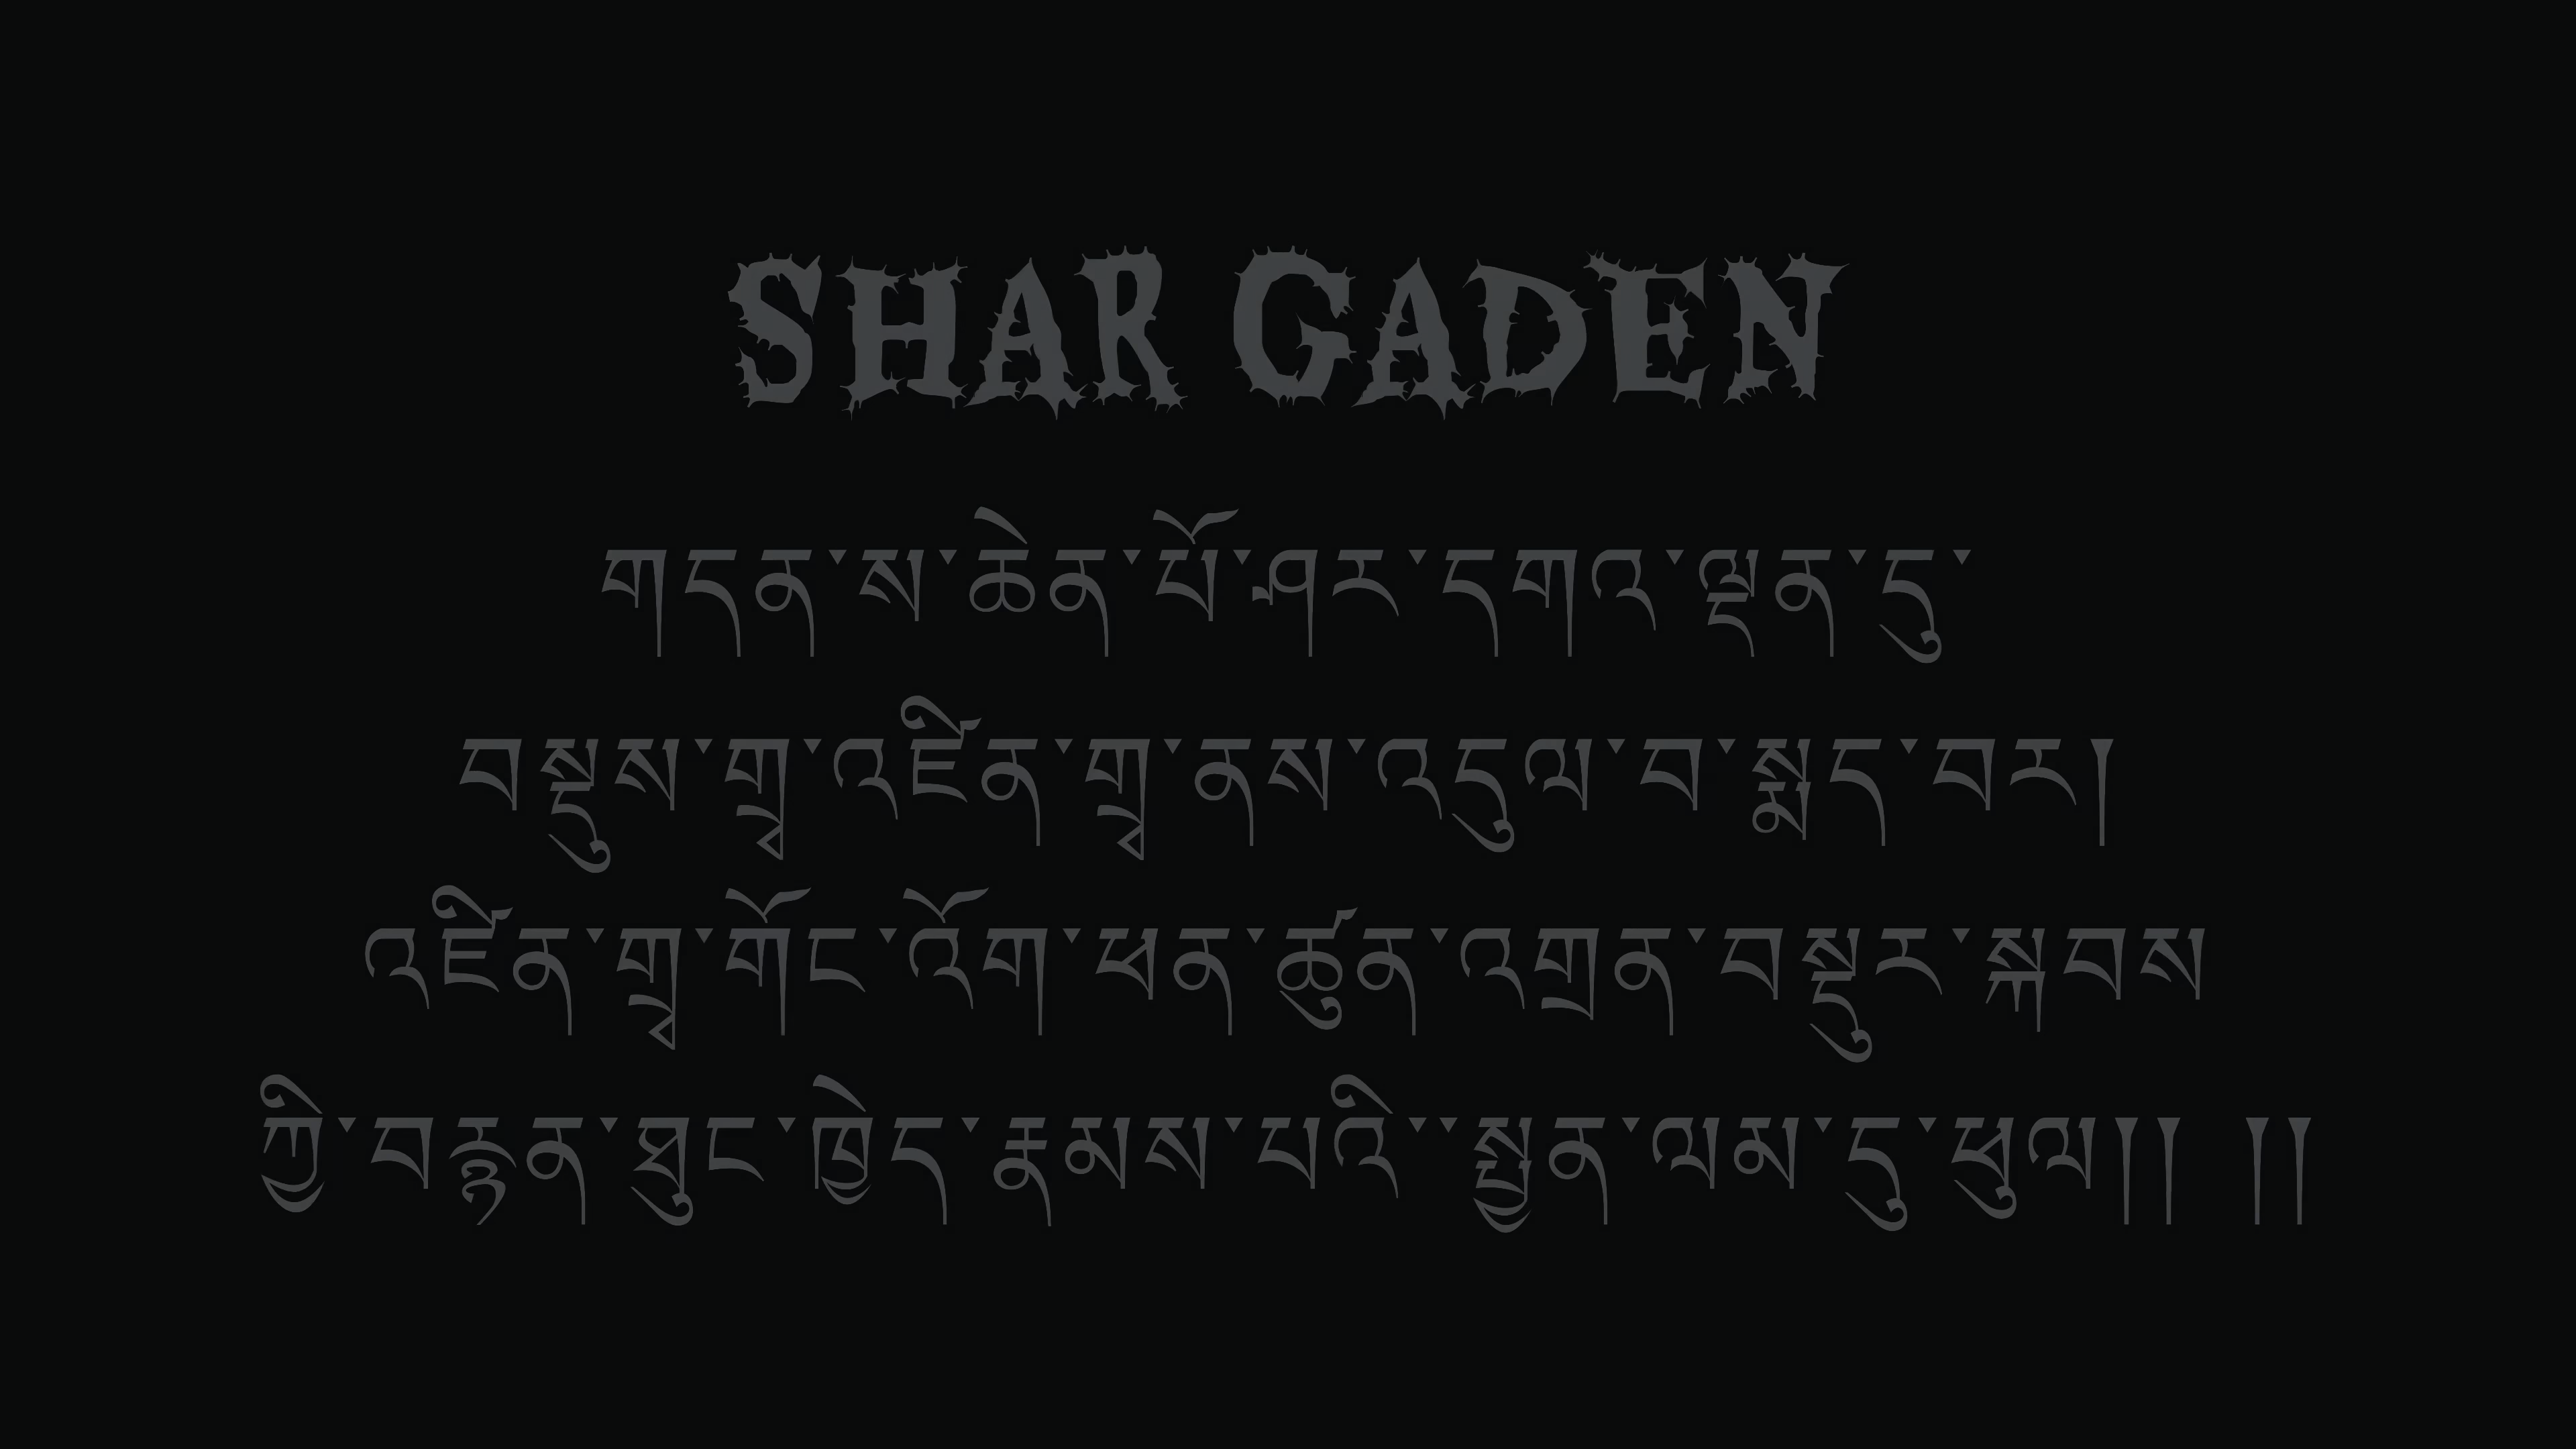 SHAR GADEN
གདན་ས་ཆེན་པོ་ཤར་དགའ་ལྡན་དུ་
བསྡུས་གྲྭ་འཛིན་གྲྭ་ནས་འདུལ་བ་སྨད་བར།
འཛིན་གྲྭ་གོང་འོག་ཕན་ཚུན་འགྲན་བསྡུར་སྐབས
ཀྱི་བརྙན་ཐུང་ཁྱེད་རྣམས་པའི་་སྤྱན་ལམ་དུ་ཕུལ།། །།